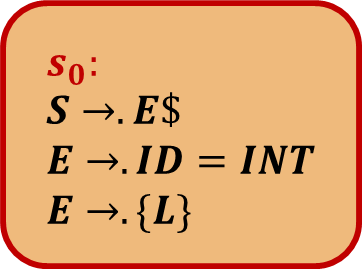 s₀:
S →. E$
E →. ID = INT
E →. {L}